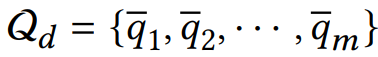 𝒬_d = {q̅_1, q̅_2, ⋯ , q̅_m}